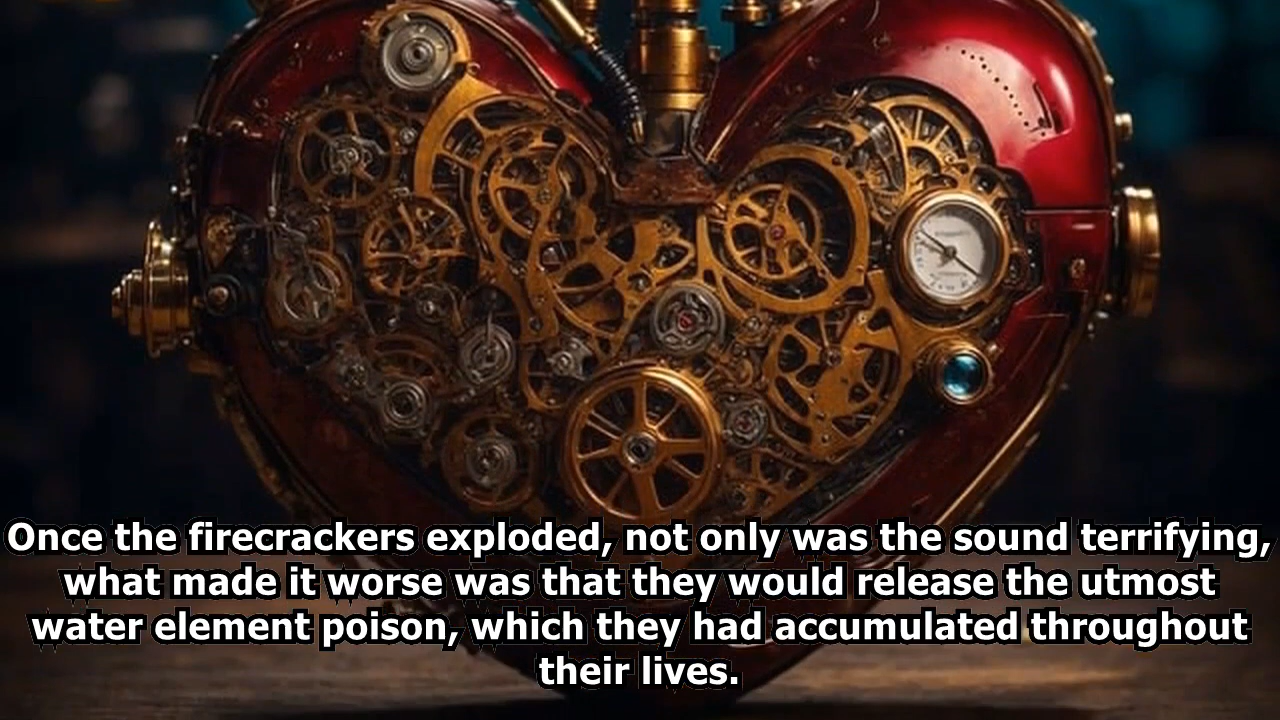 Once the firecrackers exploded, not only was the sound terrifying,
what made it worse was that they would release the utmost
water element poison, which they had accumulated throughout
their lives.